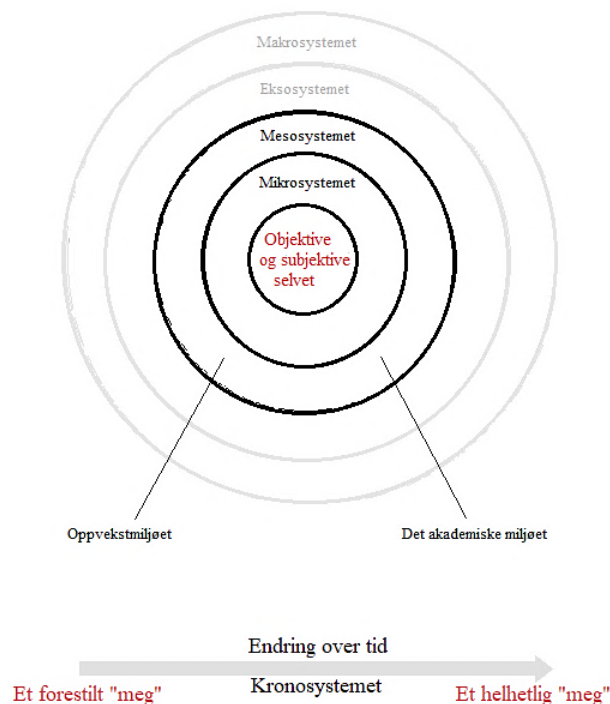 Makrosystemet
Eksosystemet
Mesosystemet
Mikrosystemet
Objektive
og subjektive
selvet
Oppvekstmiljøet
Det akademiske miljøet
Endring over tid
Kronosystemet
Et forestilt "meg"
Et helhetlig "meg"